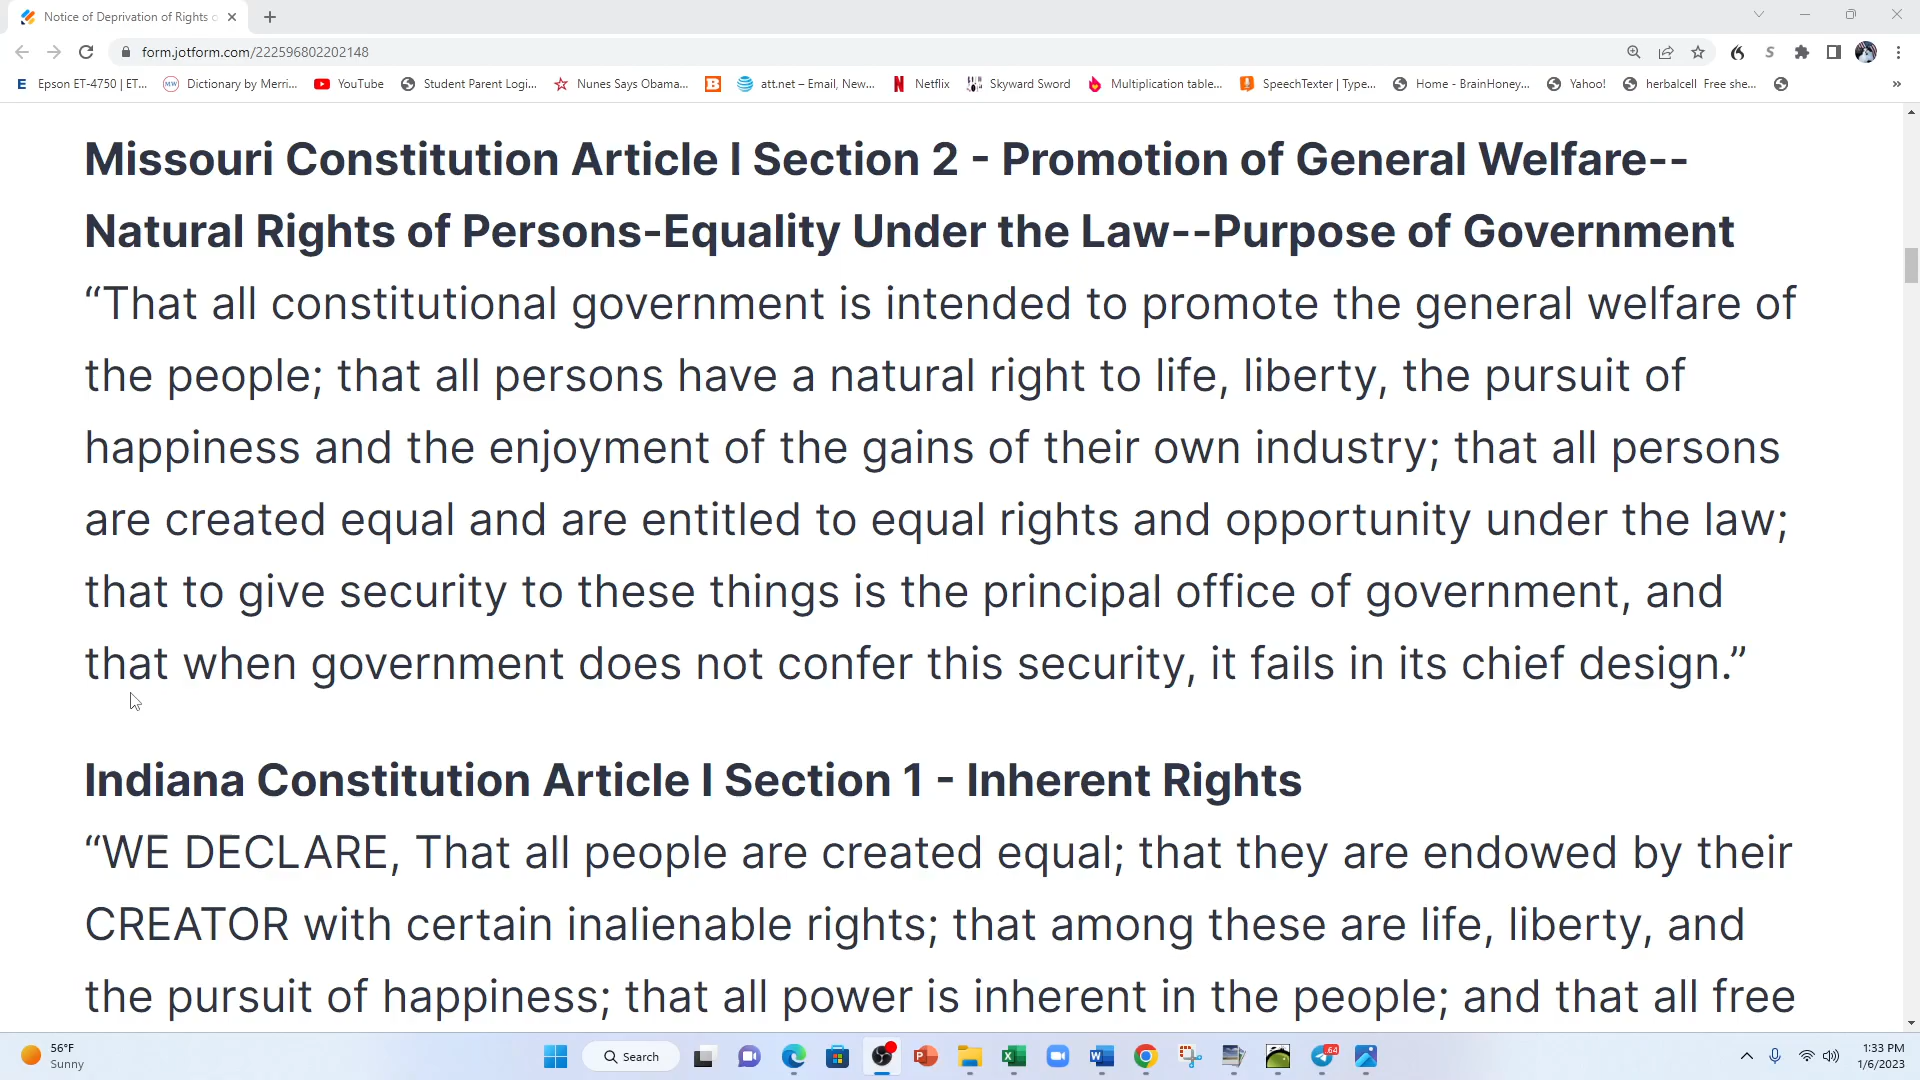 Notice of Deprivation of Rights o
form.jotform.com/222596802202148
Epson ET-4750 | ET... Dictionary by Merri... YouTube Student Parent Logi... Nunes Says Obama... att.net – Email, New... Netflix Skyward Sword Multiplication table... SpeechTexter | Type... Home - BrainHoney... Yahoo! herbalcell Free she... »
Missouri Constitution Article I Section 2 - Promotion of General Welfare--
Natural Rights of Persons-Equality Under the Law--Purpose of Government
“That all constitutional government is intended to promote the general welfare of
the people; that all persons have a natural right to life, liberty, the pursuit of
happiness and the enjoyment of the gains of their own industry; that all persons
are created equal and are entitled to equal rights and opportunity under the law;
that to give security to these things is the principal office of government, and
that when government does not confer this security, it fails in its chief design.”
Indiana Constitution Article I Section 1 - Inherent Rights
“WE DECLARE, That all people are created equal; that they are endowed by their
CREATOR with certain inalienable rights; that among these are life, liberty, and
the pursuit of happiness; that all power is inherent in the people; and that all free
56°F
Sunny
Search
64
1:33 PM
1/6/2023